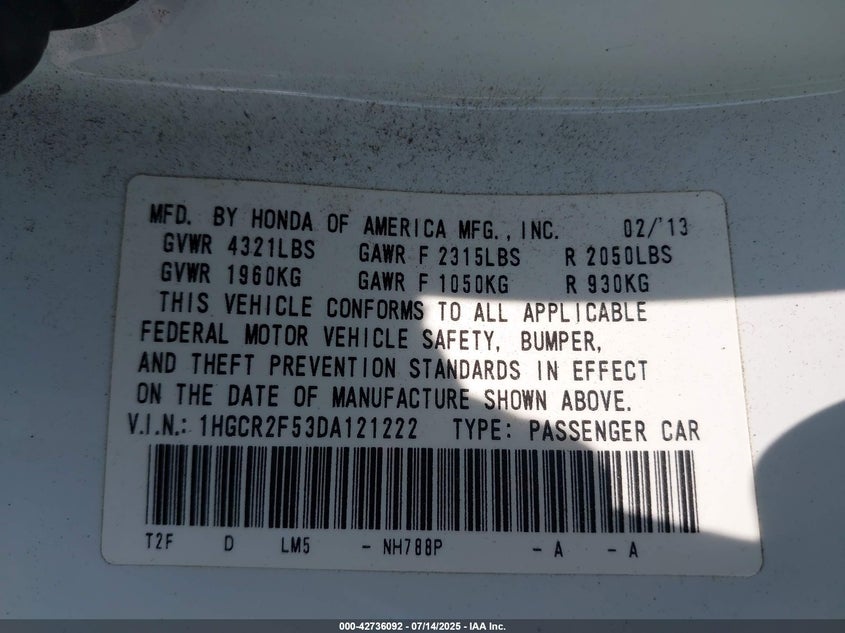 MFD. BY HONDA OF AMERICA MFG., INC. 02/'13
GVWR 4321LBS GAWR F 2315LBS R 2050LBS
GVWR 1960KG GAWR F 1050KG R 930KG
THIS VEHICLE CONFORMS TO ALL APPLICABLE
FEDERAL MOTOR VEHICLE SAFETY, BUMPER,
AND THEFT PREVENTION STANDARDS IN EFFECT
ON THE DATE OF MANUFACTURE SHOWN ABOVE.
V.I.N.: 1HGCR2F53DA121222 TYPE: PASSENGER CAR
T2F D LM5 - NH788P - A - A
000-42736092 - 07/14/2025 - IAA Inc.